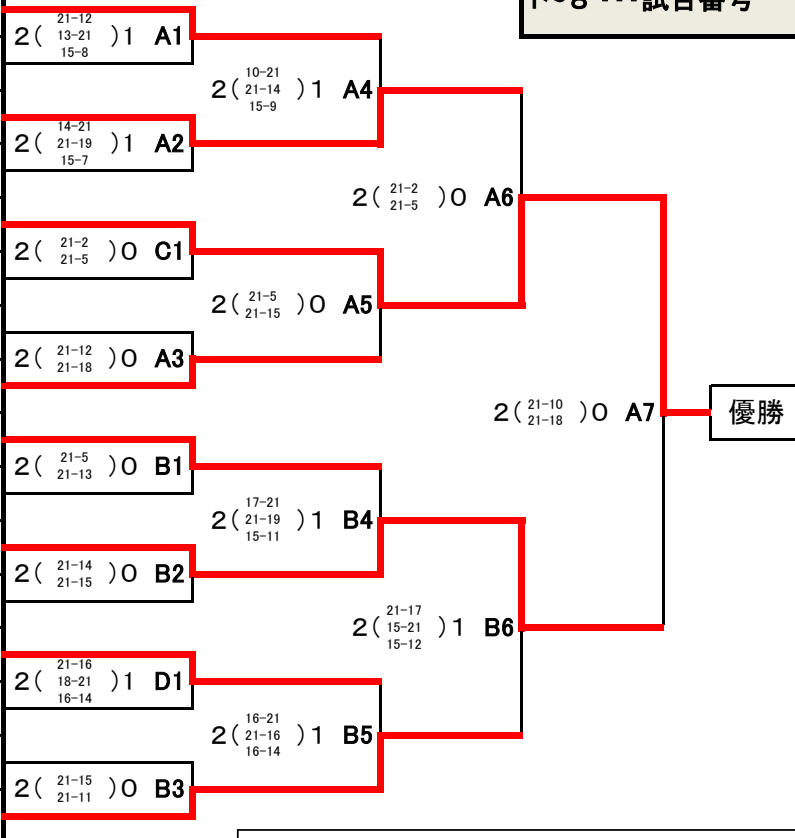 試合番号
2( 21-12 13-21 15-8 )1 A1
2( 10-21 21-14 15-9 )1 A4
2( 14-21 21-19 15-7 )1 A2
2( 21-2 21-5 )0 A6
2( 21-2 21-5 )0 C1
2( 21-5 21-15 )0 A5
2( 21-12 21-18 )0 A3
2( 21-10 21-18 )0 A7
優勝
2( 21-5 21-13 )0 B1
2( 17-21 21-19 15-11 )1 B4
2( 21-14 21-15 )0 B2
2( 21-17 15-21 15-12 )1 B6
2( 21-16 18-21 16-14 )1 D1
2( 16-21 21-16 16-14 )1 B5
2( 21-15 21-11 )0 B3